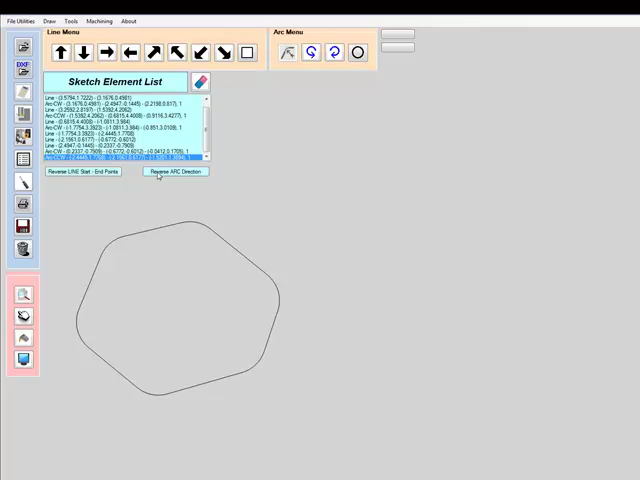 File Utilities Draw Tools Machining About
Line Menu Arc Menu
DXF
Sketch Element List
Line - (3.5794,1.7222) - (3.1676,0.4981)
Arc-CW - (3.1676,0.4981) - (2.4947,-0.1445) - (2.2198,0.817), 1
Line - (3.2592,2.8197) - (1.5392,4.2062)
Arc-CCW - (1.5392,4.2062) - (0.6815,4.4008) - (0.9116,3.4277), 1
Line - (0.6815,4.4008) - (-1.0811,3.984)
Arc-CW - (-1.7754,3.3923) - (-1.0811,3.984) - (-0.851,3.0109), 1
Line - (-1.7754,3.3923) - (-2.4445,1.7708)
Line - (-2.1561,0.6177) - (-0.6772,-0.6012)
Line - (2.4947,-0.1445) - (0.2337,-0.7909)
Arc-CW - (0.2337,-0.7909) - (-0.6772,-0.6012) - (-0.0412,0.1705), 1
Reverse LINE Start - End Points Reverse ARC Direction